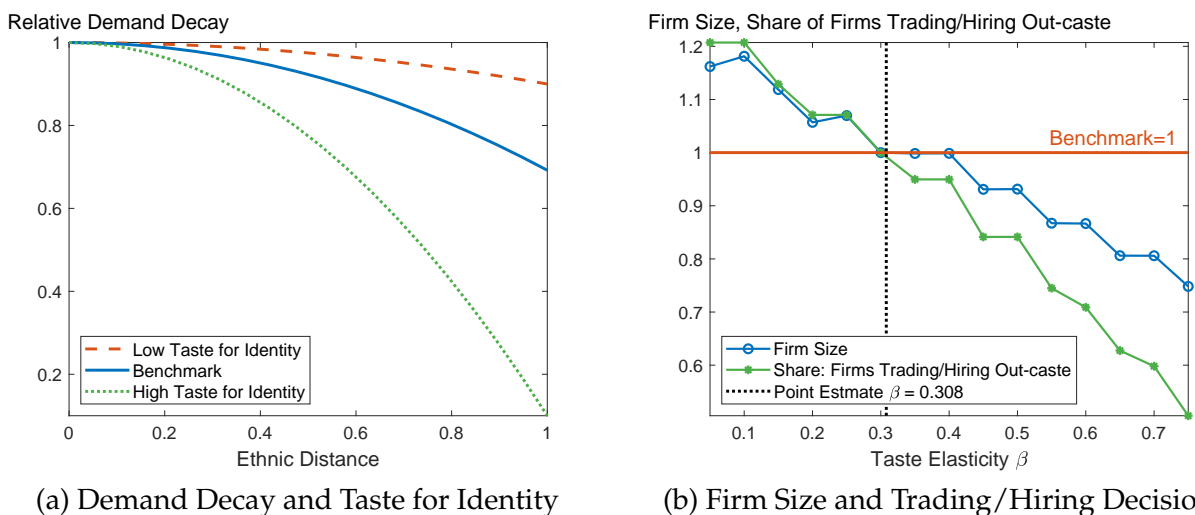 Relative Demand Decay
1
0.8
0.6
0.4
0.2
Low Taste for Identity
Benchmark
High Taste for Identity
0
0.2
0.4
0.6
0.8
1
Ethnic Distance
(a) Demand Decay and Taste for Identity
Firm Size, Share of Firms Trading/Hiring Out-caste
1.2
1.1
1
0.9
0.8
0.7
0.6
Benchmark=1
Firm Size
Share: Firms Trading/Hiring Out-caste
Point Estmate β = 0.308
0.1
0.2
0.3
0.4
0.5
0.6
0.7
Taste Elasticity β
(b) Firm Size and Trading/Hiring Decisio